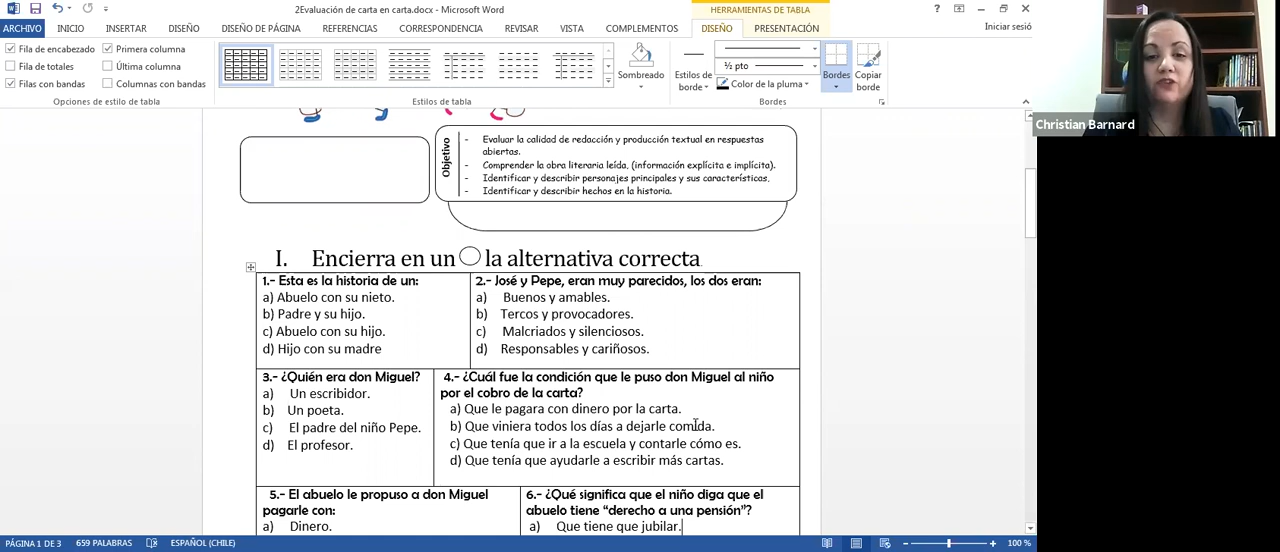 2Evaluación de carta en carta.docx - Microsoft Word
HERRAMIENTAS DE TABLA
ARCHIVO INICIO INSERTAR DISEÑO DISEÑO DE PÁGINA REFERENCIAS CORRESPONDENCIA REVISAR VISTA COMPLEMENTOS DISEÑO PRESENTACIÓN
Iniciar sesió
Fila de encabezado Primera columna
Fila de totales Última columna
Filas con bandas Columnas con bandas
Opciones de estilo de tabla
Estilos de tabla
Sombreado
Estilos de borde
½ pto
Color de la pluma
Bordes
Copiar borde
Bordes
Christian Barnard
Objetivo
- Evaluar la calidad de redacción y producción textual en respuestas
abiertas.
- Comprender la obra literaria leída, (información explícita e implícita).
- Identificar y describir personajes principales y sus características.
- Identificar y describir hechos en la historia.
I. Encierra en un la alternativa correcta.
1.- Esta es la historia de un:
a) Abuelo con su nieto.
b) Padre y su hijo.
c) Abuelo con su hijo.
d) Hijo con su madre
2.- José y Pepe, eran muy parecidos, los dos eran:
a) Buenos y amables.
b) Tercos y provocadores.
c) Malcriados y silenciosos.
d) Responsables y cariñosos.
3.- ¿Quién era don Miguel?
a) Un escribidor.
b) Un poeta.
c) El padre del niño Pepe.
d) El profesor.
4.- ¿Cuál fue la condición que le puso don Miguel al niño
por el cobro de la carta?
a) Que le pagara con dinero por la carta.
b) Que viniera todos los días a dejarle comida.
c) Que tenía que ir a la escuela y contarle cómo es.
d) Que tenía que ayudarle a escribir más cartas.
5.- El abuelo le propuso a don Miguel
pagarle con:
a) Dinero.
6.- ¿Qué significa que el niño diga que el
abuelo tiene “derecho a una pensión”?
a) Que tiene que jubilar.
PÁGINA 1 DE 3 659 PALABRAS ESPAÑOL (CHILE) 100 %